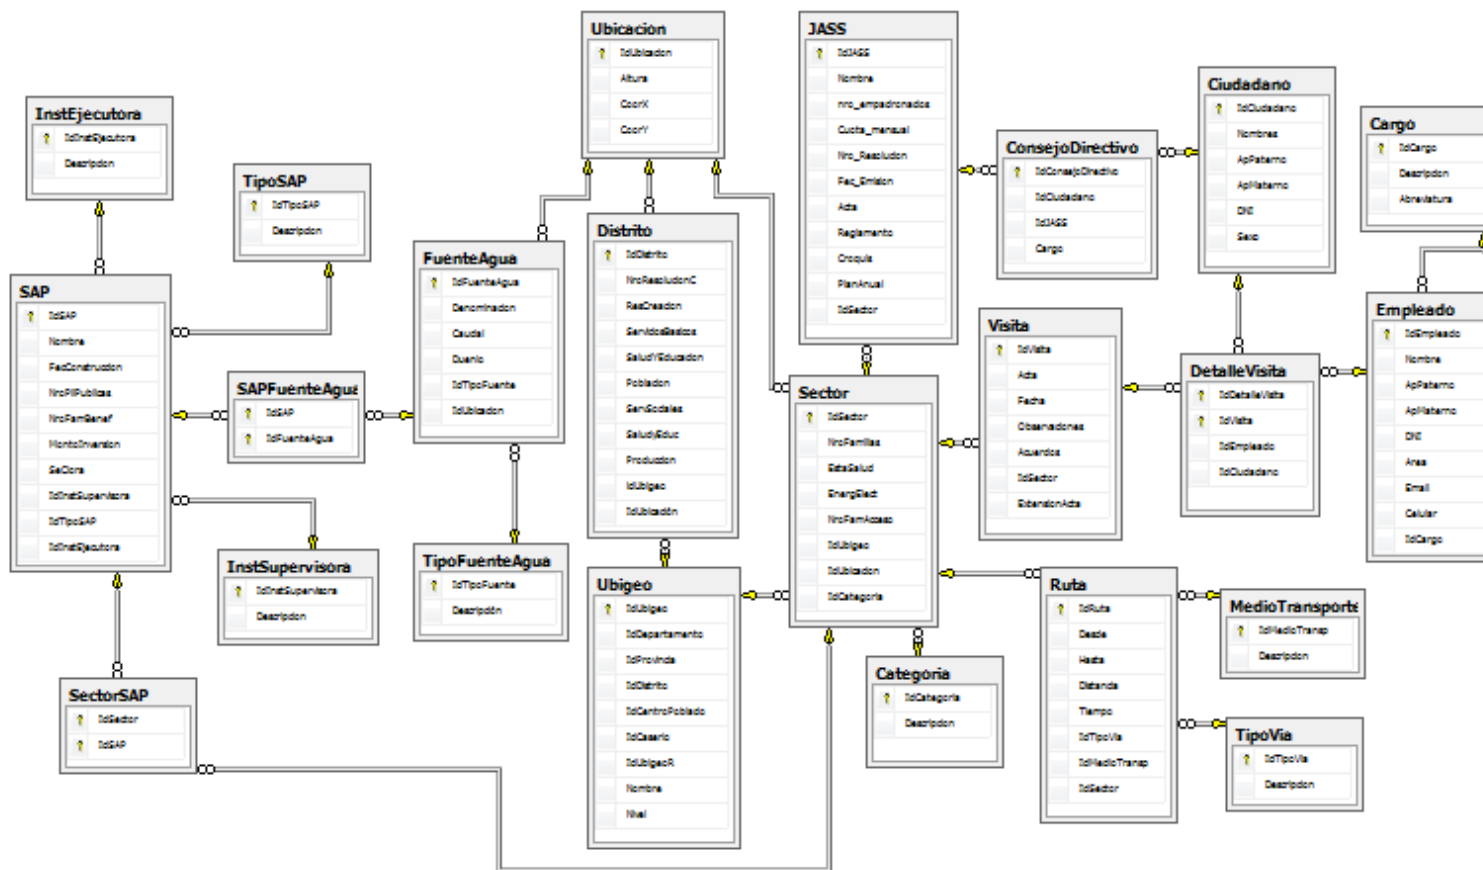 Ubicacion
IdUbicacion
Altura
CoorX
CoorY
JASS
IdJASS
Nombre
nro_empadronados
Cuota_mensual
Nro_Resolucion
Fec_Emision
Acta
Reglamento
Croquis
PlanAnual
IdSector
Ciudadano
IdCiudadano
Nombres
ApPaterno
ApMaterno
DNI
Sexo
Cargo
IdCargo
Descripcion
Abreviatura
InstEjecutora
IdInstEjecutora
Descripcion
TipoSAP
IdTipoSAP
Descripcion
ConsejoDirectivo
IdConsejoDirectivo
IdCiudadano
IdJASS
Cargo
SAP
IdSAP
Nombre
FecConstruccion
NroPilPublicas
NroFamBenef
MontoInversion
SeClora
IdInstSupervisora
IdTipoSAP
IdInstEjecutora
FuenteAgua
IdFuenteAgua
Denominacion
Caudal
Duenio
IdTipoFuente
IdUbicacion
Distrito
IdDistrito
NroResolucionC
ResCreacion
ServiciosBasicos
SaludYEducacion
Poblacion
ServSociales
SaludyEduc
Produccion
IdUbigeo
IdUbicación
SAPFuenteAgua
IdSAP
IdFuenteAgua
Sector
IdSector
NroFamilias
EstaSalud
EnergElect
NroFamAcceso
IdUbigeo
IdUbicacion
IdCategoria
Visita
IdVisita
Acta
Fecha
Observaciones
Acuerdos
IdSector
ExtensionActa
DetalleVisita
IdDetalleVisita
IdVisita
IdEmpleado
IdCiudadano
Empleado
IdEmpleado
Nombre
ApPaterno
ApMaterno
DNI
Area
Email
Celular
IdCargo
InstSupervisora
IdInstSupervisora
Descripcion
TipoFuenteAgua
IdTipoFuente
Descripción
Ubigeo
IdUbigeo
IdDepartamento
IdProvincia
IdDistrito
IdCentroPoblado
IdCaserio
IdUbigeoR
Nombre
Nivel
Categoria
IdCategoria
Descripcion
Ruta
IdRuta
Desde
Hasta
Distancia
Tiempo
IdTipoVia
IdMedioTransp
IdSector
MedioTransporte
IdMedioTransp
Descripcion
TipoVia
IdTipoVia
Descripcion
SectorSAP
IdSector
IdSAP